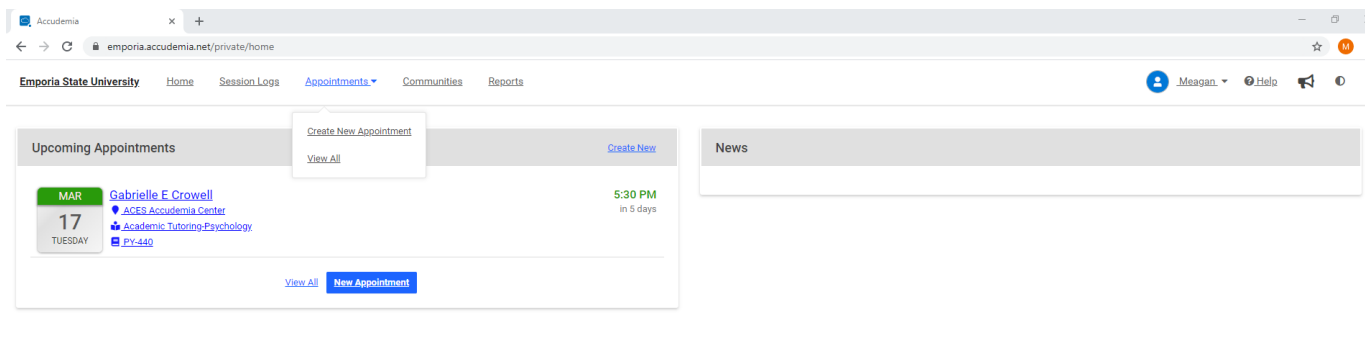 Accudemia
emporia.accudemia.net/private/home
M
Emporia State University Home Session Logs Appointments Communities Reports Meagan Help
Create New Appointment
View All
Upcoming Appointments Create New
News
MAR
17
TUESDAY
Gabrielle E Crowell
ACES Accudemia Center
Academic Tutoring-Psychology
PY-440
5:30 PM
in 5 days
View All New Appointment